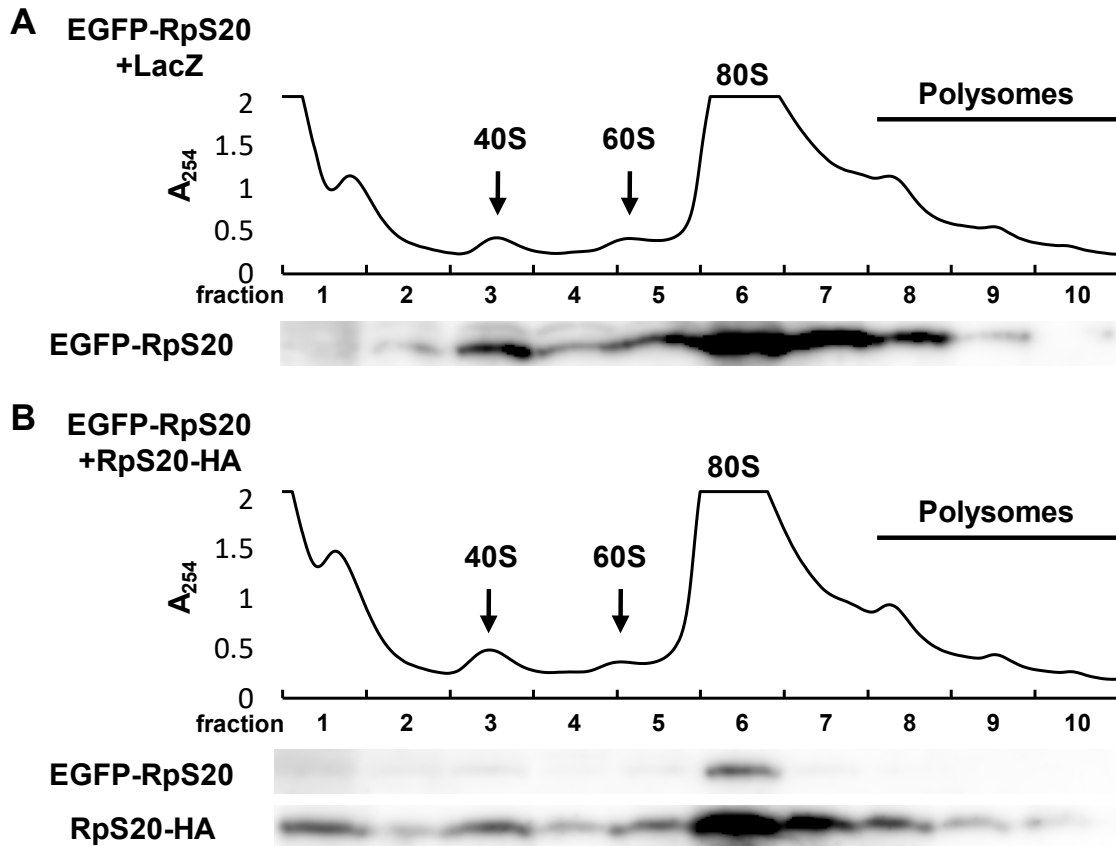 A
EGFP-RpS20
+LacZ
80S
Polysomes
40S
60S
A254
2
1.5
1
0.5
0
fraction 1 2 3 4 5 6 7 8 9 10
EGFP-RpS20
B
EGFP-RpS20
+RpS20-HA
80S
Polysomes
40S
60S
A254
2
1.5
1
0.5
0
fraction 1 2 3 4 5 6 7 8 9 10
EGFP-RpS20
RpS20-HA